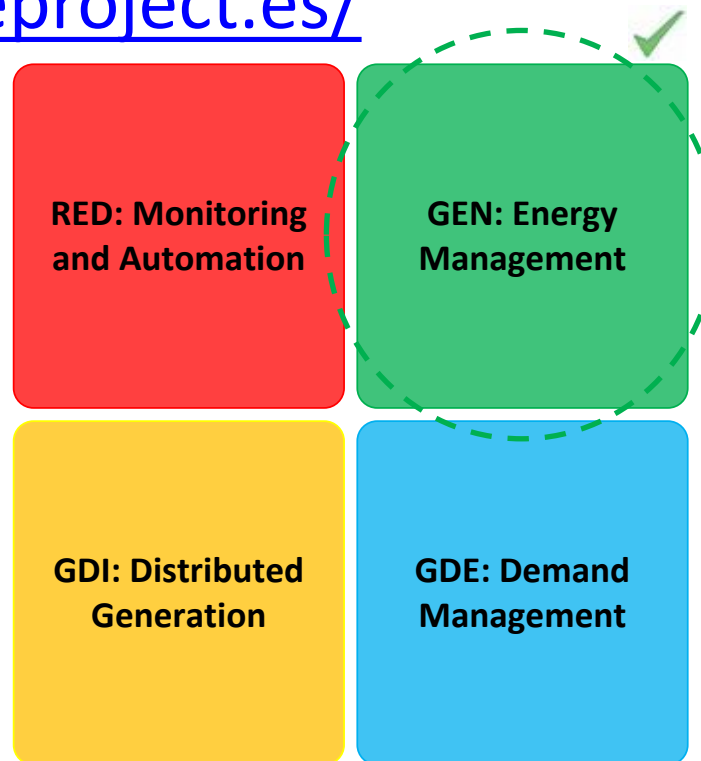 eproject.es/
RED: Monitoring
and Automation
GEN: Energy
Management
GDI: Distributed
Generation
GDE: Demand
Management